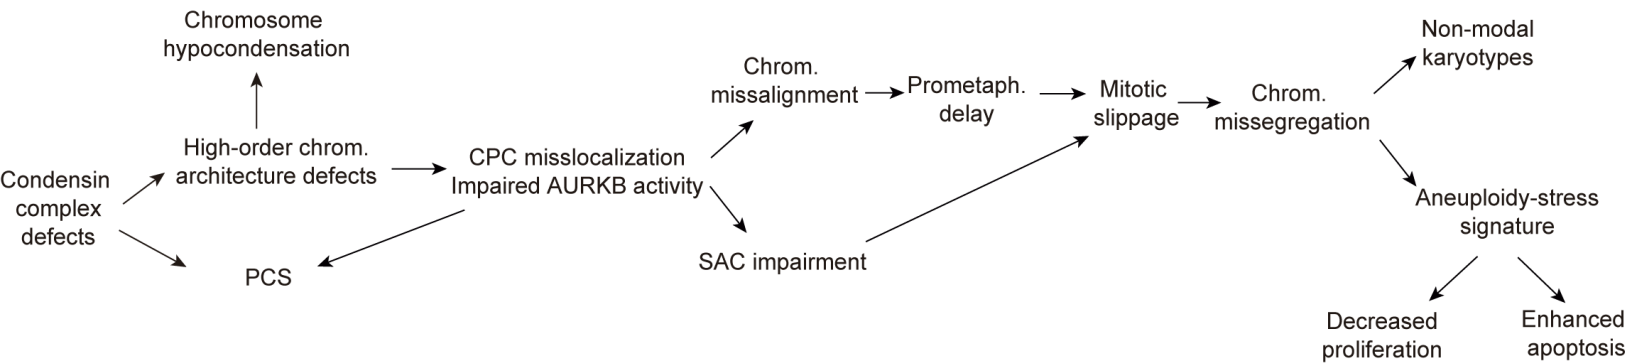 Chromosome
hypocondensation
High-order chrom.
architecture defects
Condensin
complex
defects
PCS
CPC misslocalization
Impaired AURKB activity
Chrom.
missalignment
Prometaph.
delay
SAC impairment
Mitotic
slippage
Chrom.
missegregation
Non-modal
karyotypes
Aneuploidy-stress
signature
Decreased
proliferation
Enhanced
apoptosis